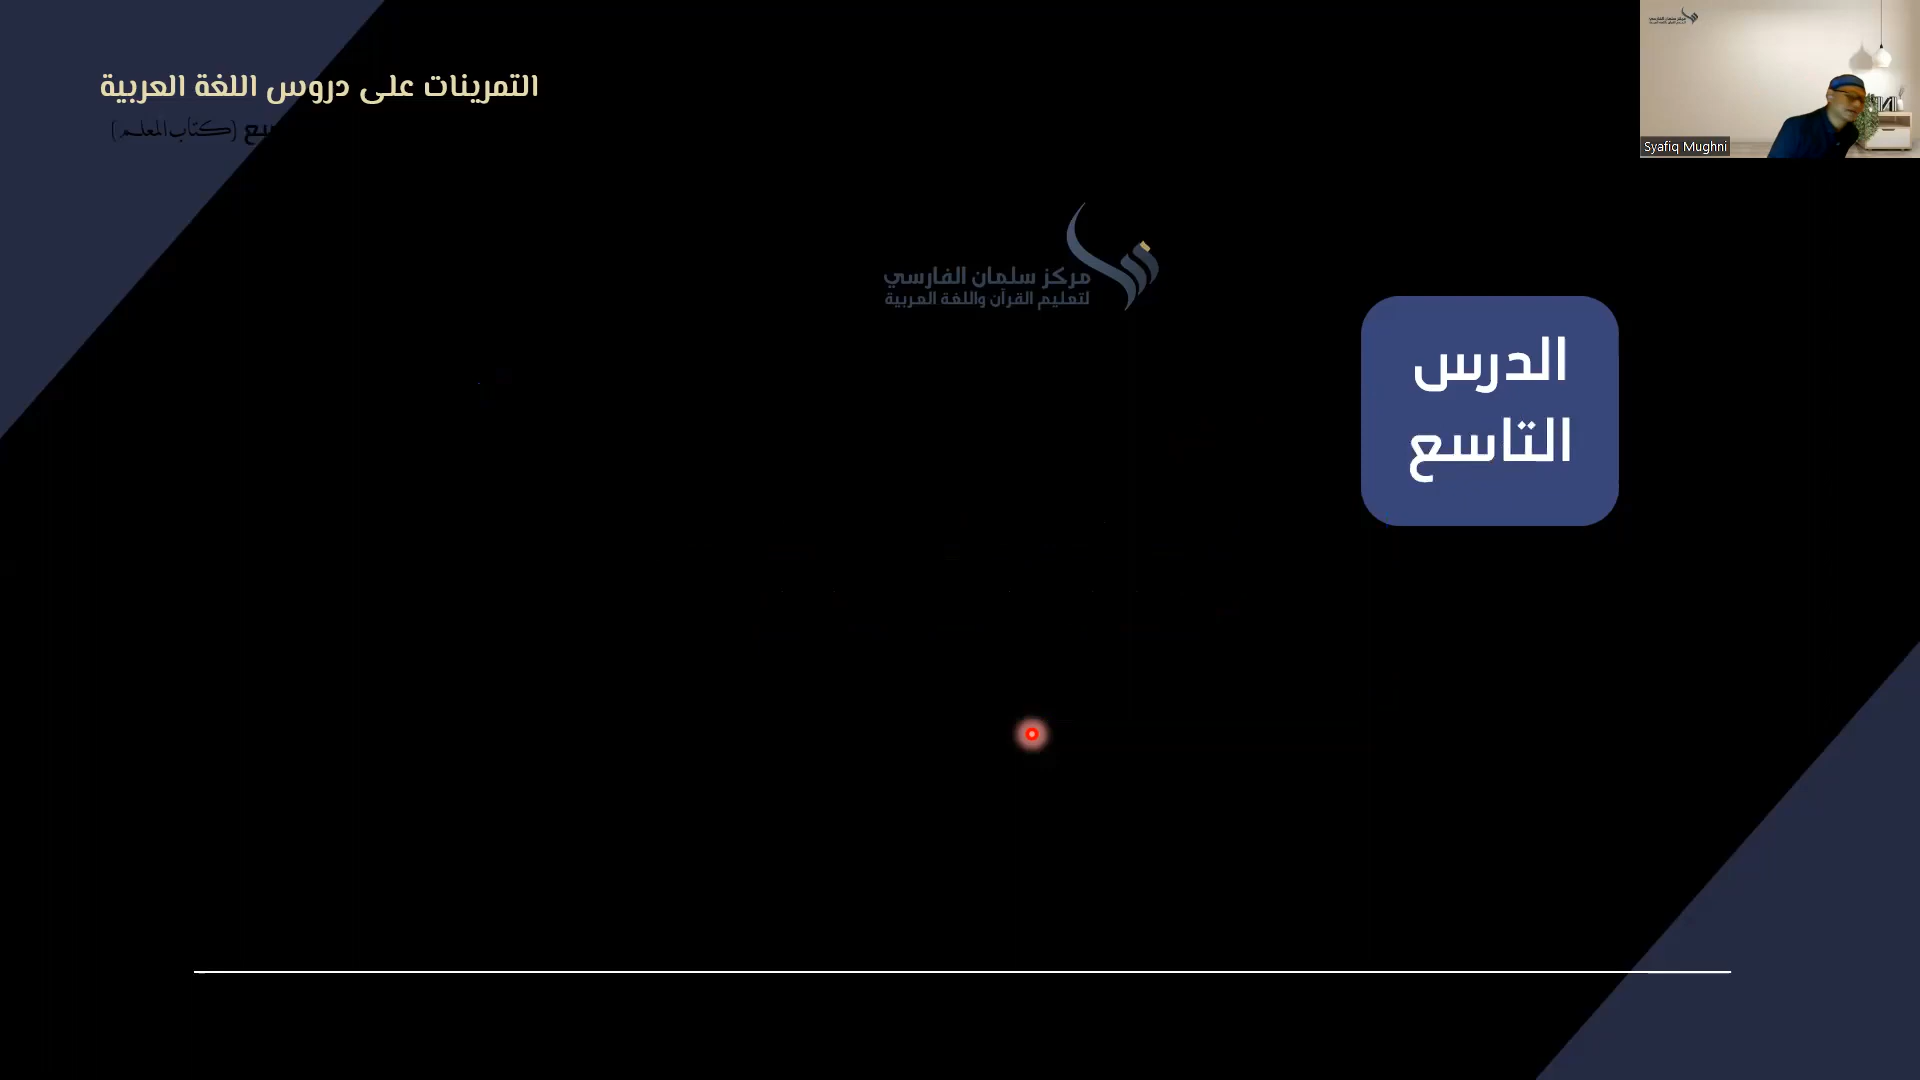 التمرينات على دروس اللغة العربية
(كتاب المعلم)
مركز سلمان الفارسي
لتعليم القرآن واللغة العربية
الدرس
التاسع
Syafiq Mughni